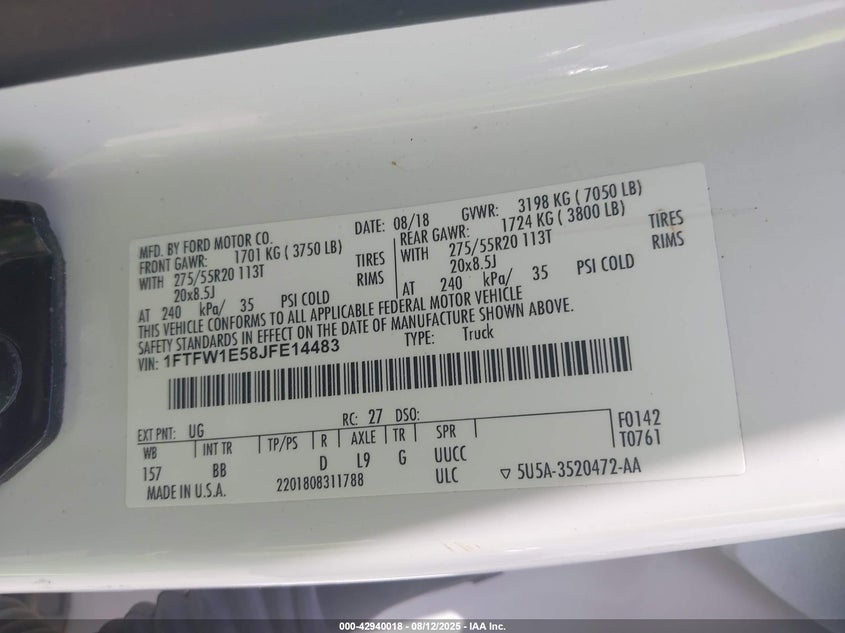 MFD. BY FORD MOTOR CO.
DATE: 08/18
GVWR: 3198 KG ( 7050 LB)
FRONT GAWR: 1701 KG ( 3750 LB)
WITH 275/55R20 113T TIRES
20x8.5J RIMS
AT 240 kPa/ 35 PSI COLD
REAR GAWR: 1724 KG ( 3800 LB)
WITH 275/55R20 113T TIRES
20x8.5J RIMS
AT 240 kPa/ 35 PSI COLD
THIS VEHICLE CONFORMS TO ALL APPLICABLE FEDERAL MOTOR VEHICLE
SAFETY STANDARDS IN EFFECT ON THE DATE OF MANUFACTURE SHOWN ABOVE.
VIN: 1FTFW1E58JFE14483 TYPE: Truck
EXT PNT: UG RC: 27 DSO: F0142
WB INT TR TP/PS R AXLE TR SPR T0761
157 BB D L9 G UUCC
MADE IN U.S.A. 2201808311788 ULC ▽ 5U5A-3520472-AA
000-42940018 - 08/12/2025 - IAA Inc.